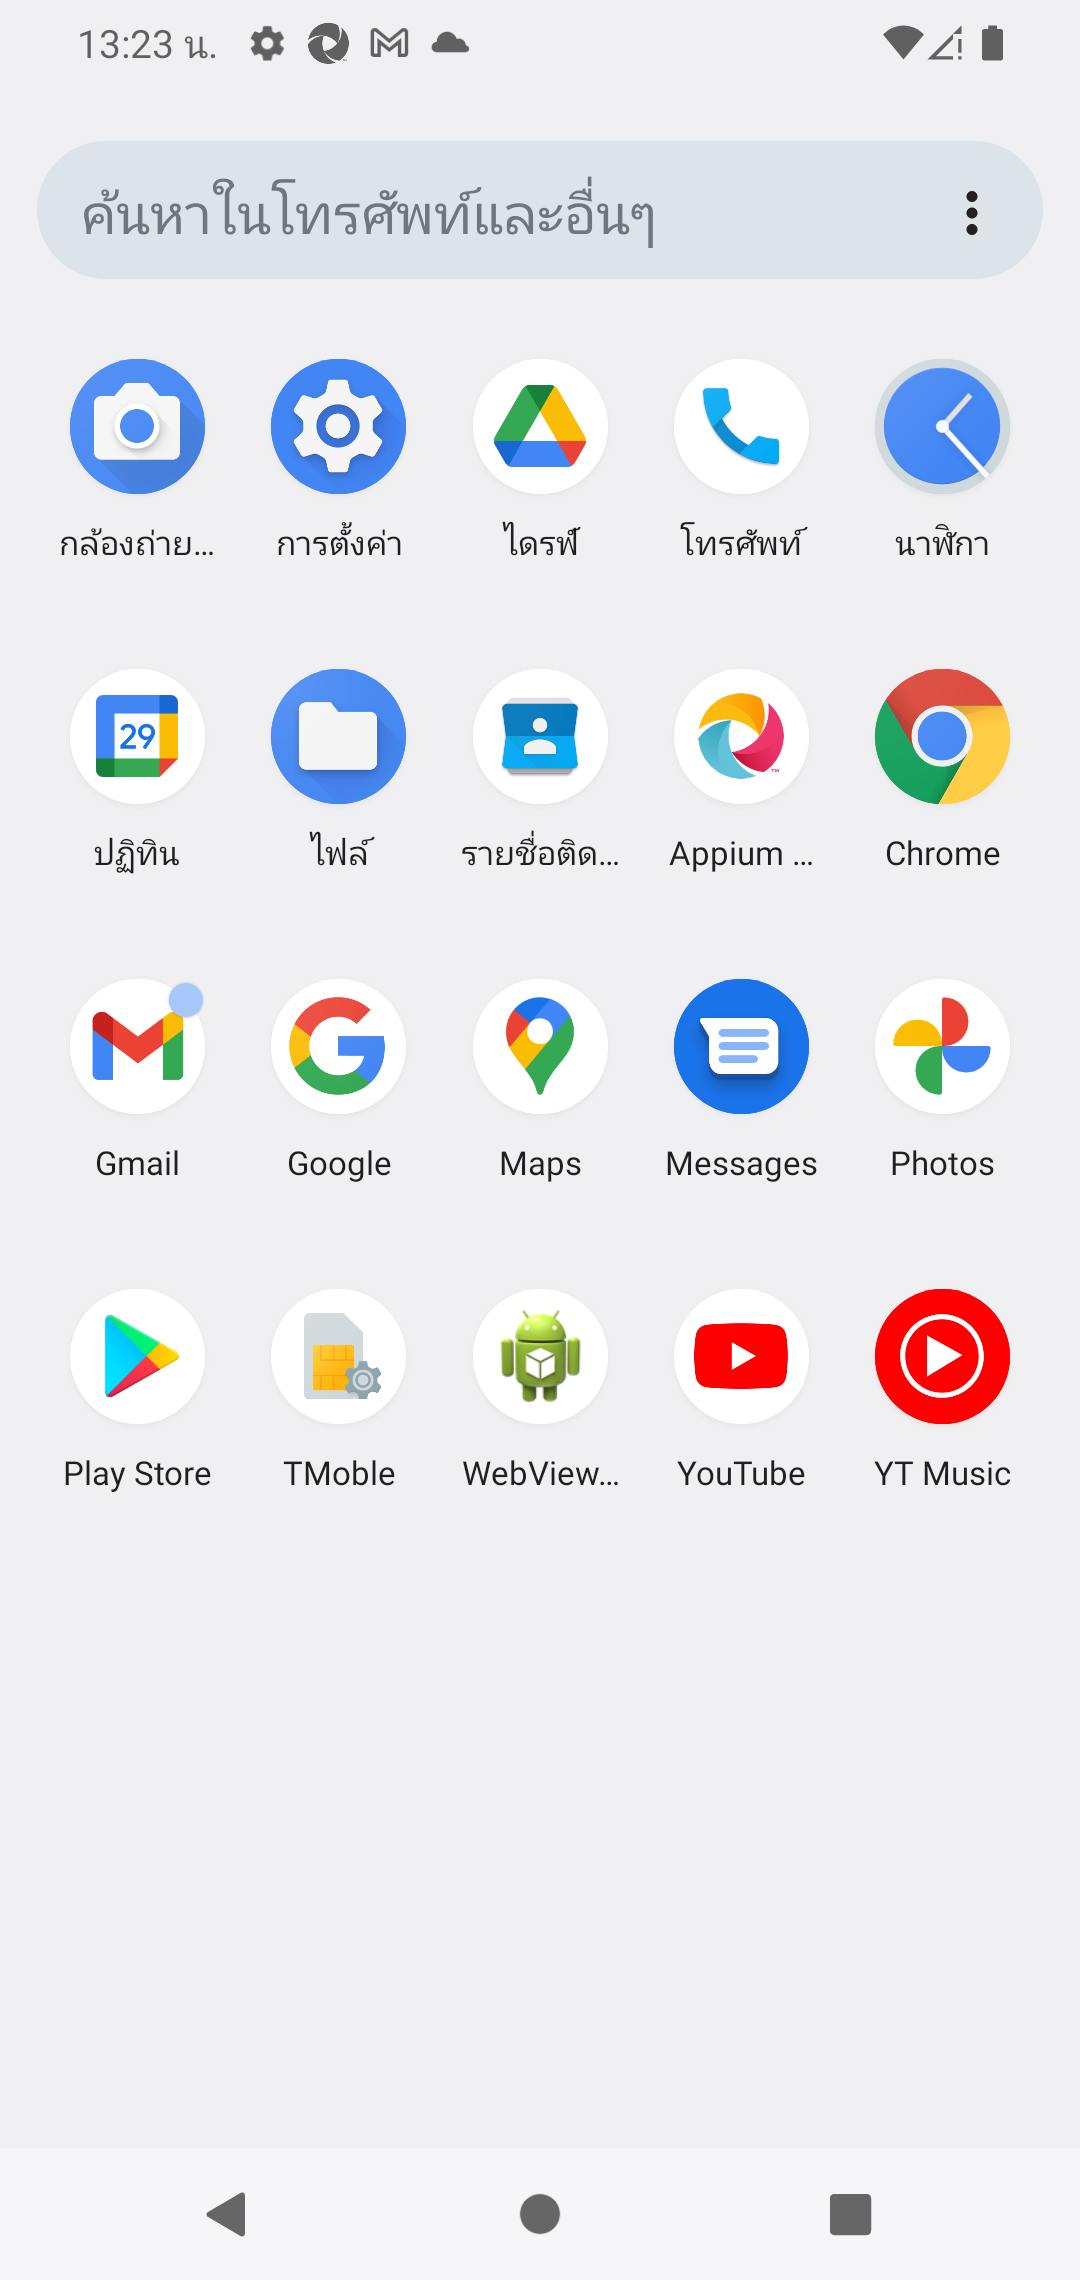 13:23 น.
ค้นหาในโทรศัพท์และอื่นๆ
กล้องถ่าย...
การตั้งค่า
ไดรฟ์
โทรศัพท์
นาฬิกา
29
ปฏิทิน
ไฟล์
รายชื่อติด...
Appium ...
Chrome
Gmail
Google
Maps
Messages
Photos
Play Store
TMoble
WebView...
YouTube
YT Music